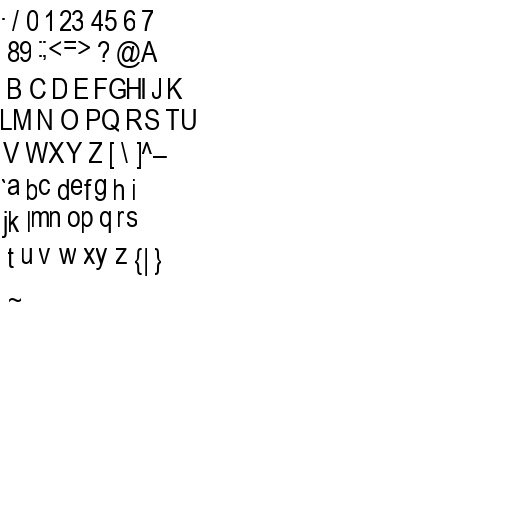 . / 0 1 2 3 4 5 6 7
8 9 : ; < = > ? @ A
B C D E F G H I J K
L M N O P Q R S T U
V W X Y Z [ \ ] ^ _
` a b c d e f g h i
j k l m n o p q r s
t u v w x y z { | }
~